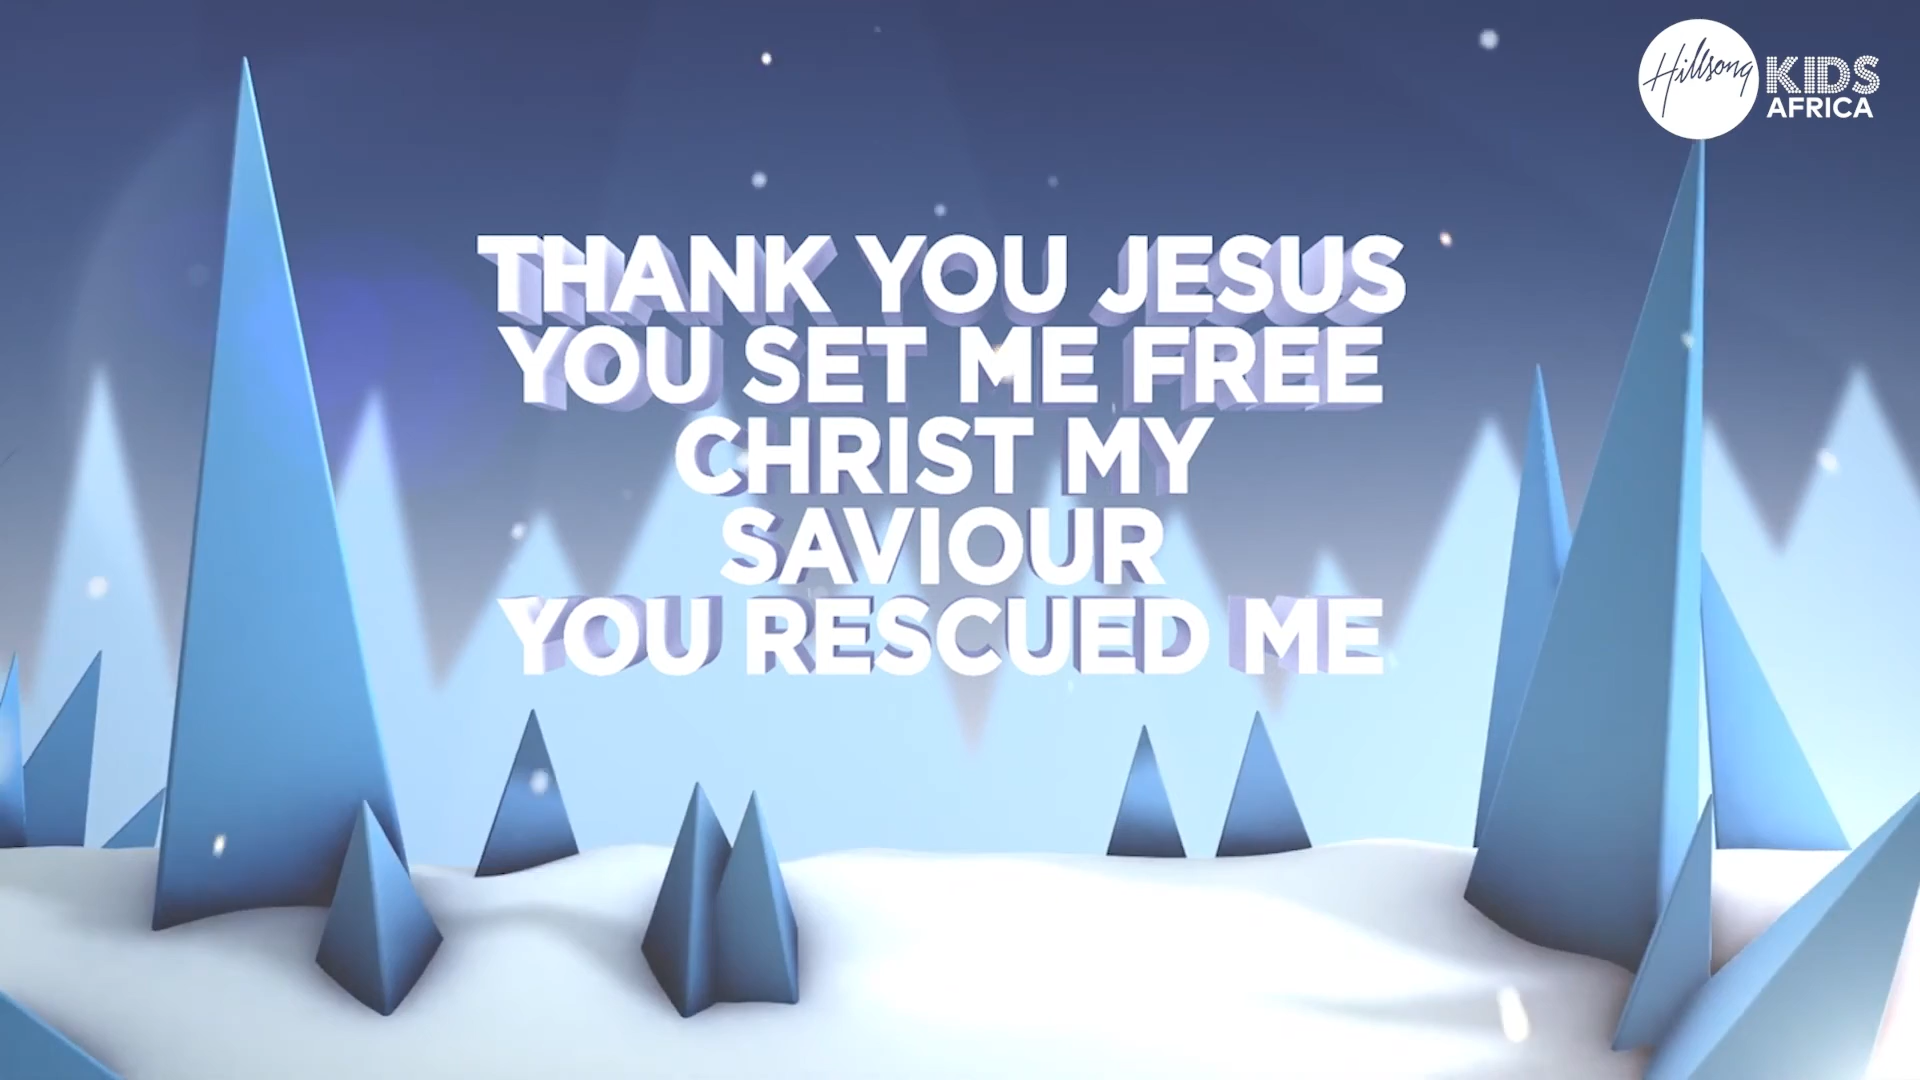 Hillsong KIDS
AFRICA
THANK YOU JESUS
YOU SET ME FREE
CHRIST MY
SAVIOUR
YOU RESCUED ME